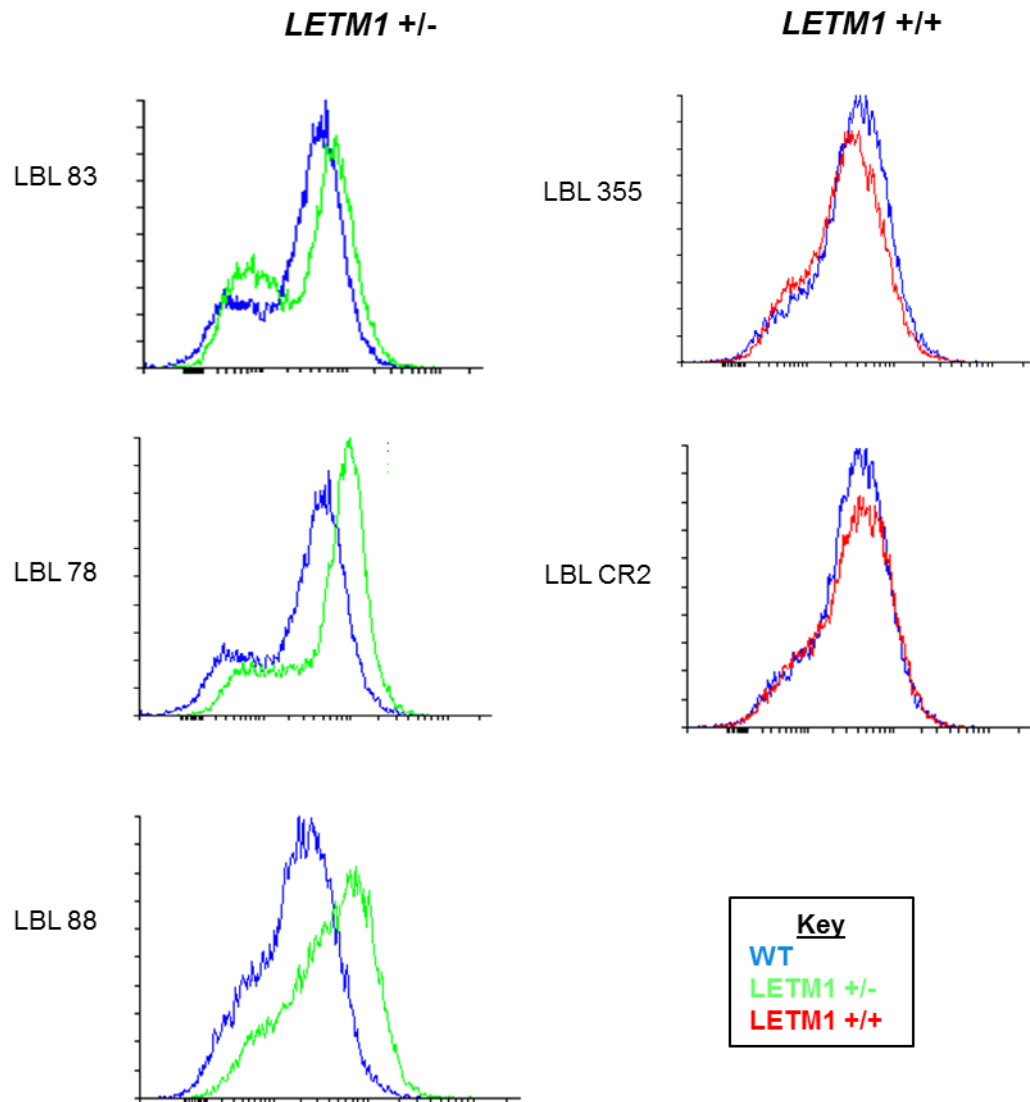 LETM1 +/-
LETM1 +/+
LBL 83
LBL 355
LBL 78
LBL CR2
LBL 88
Key
WT
LETM1 +/-
LETM1 +/+